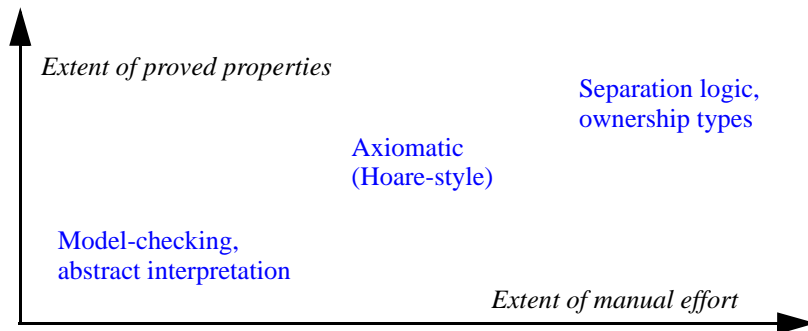 Extent of proved properties
Separation logic,
ownership types
Axiomatic
(Hoare-style)
Model-checking,
abstract interpretation
Extent of manual effort